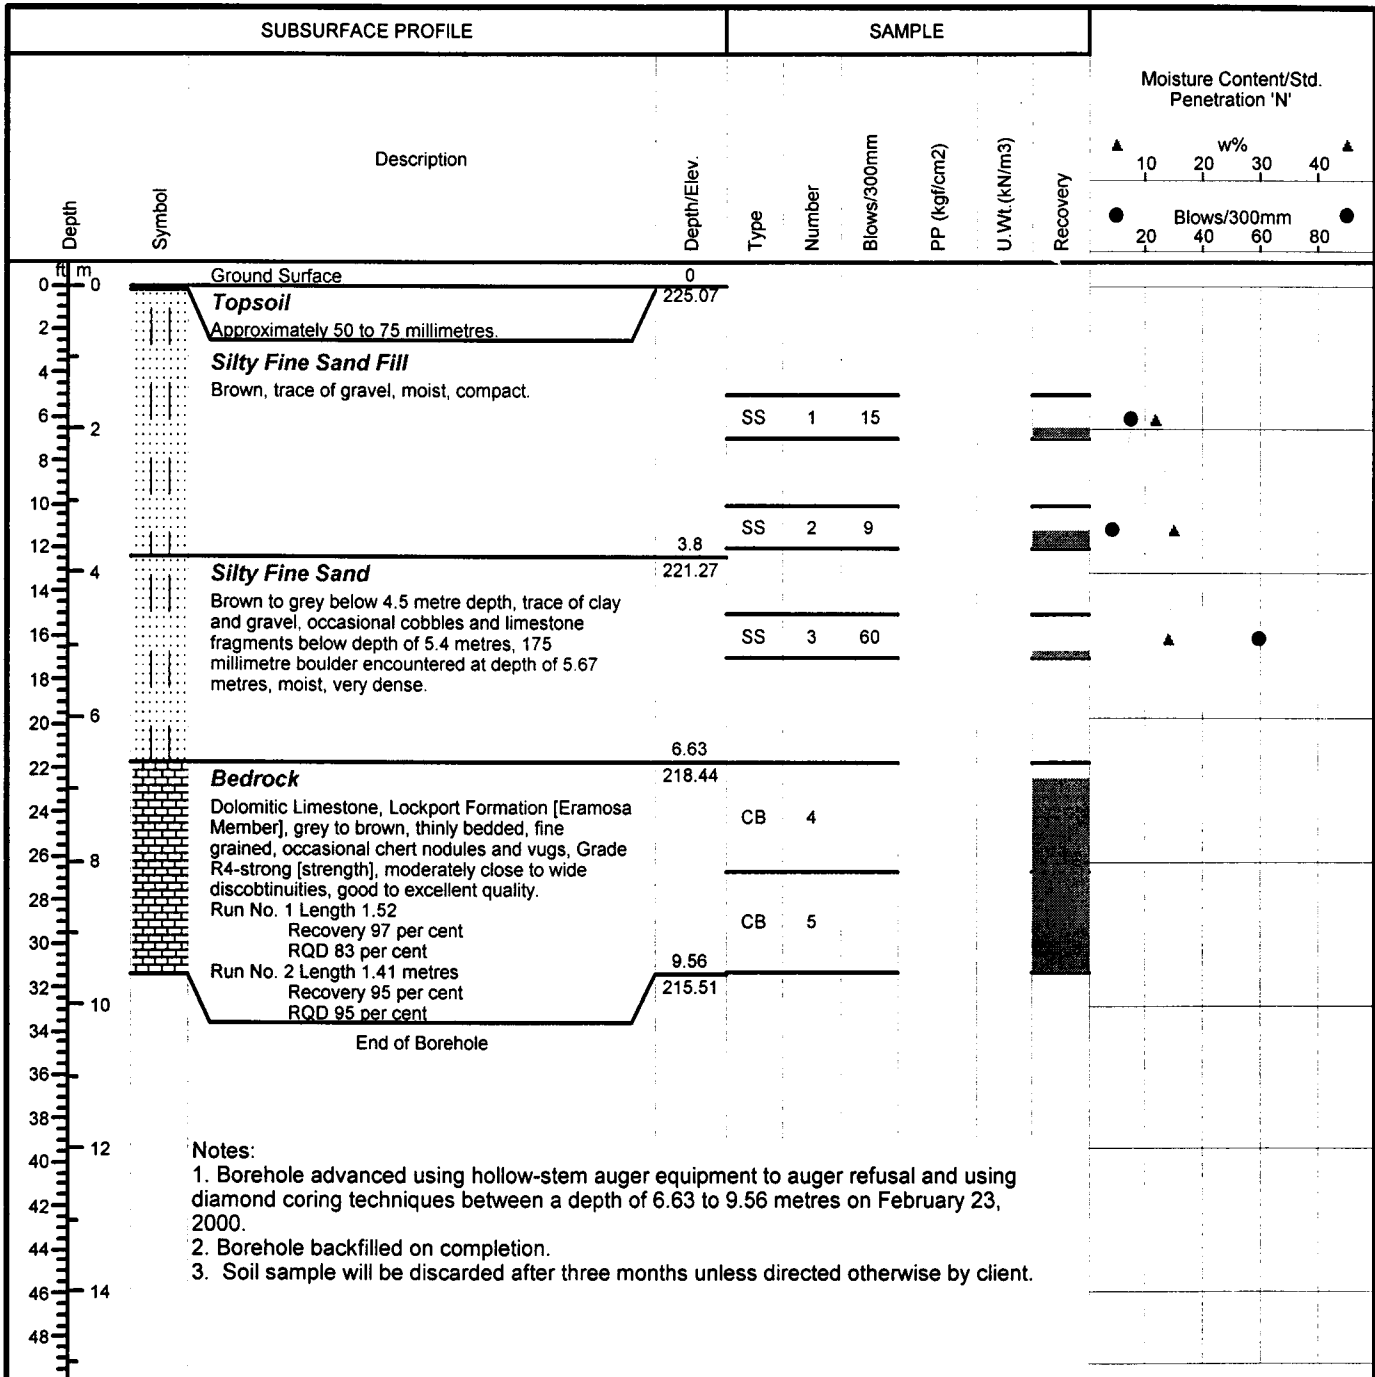 SUBSURFACE PROFILE
SAMPLE
Moisture Content/Std.
Penetration 'N'
w%
10 20 30 40
Blows/300mm
20 40 60 80
Depth
Symbol
Description
Depth/Elev.
Type
Number
Blows/300mm
PP (kgf/cm2)
U.Wt.(kN/m3)
Recovery
ft m
0 0
2
4
6
2
8
10
12
4
14
16
18
20
6
22
24
26
8
28
30
32
10
34
36
38
12
40
42
44
46
14
48
Ground Surface 0
Topsoil 225.07
Approximately 50 to 75 millimetres.
Silty Fine Sand Fill
Brown, trace of gravel, moist, compact.
SS 1 15
SS 2 9
3.8
Silty Fine Sand 221.27
Brown to grey below 4.5 metre depth, trace of clay
and gravel, occasional cobbles and limestone
fragments below depth of 5.4 metres, 175
millimetre boulder encountered at depth of 5.67
metres, moist, very dense.
SS 3 60
6.63
Bedrock 218.44
Dolomitic Limestone, Lockport Formation [Eramosa
Member], grey to brown, thinly bedded, fine
grained, occasional chert nodules and vugs, Grade
R4-strong [strength], moderately close to wide
discobtinuities, good to excellent quality.
Run No. 1 Length 1.52
Recovery 97 per cent
RQD 83 per cent
Run No. 2 Length 1.41 metres
Recovery 95 per cent
RQD 95 per cent
CB 4
CB 5
9.56
215.51
End of Borehole
Notes:
1. Borehole advanced using hollow-stem auger equipment to auger refusal and using
diamond coring techniques between a depth of 6.63 to 9.56 metres on February 23,
2000.
2. Borehole backfilled on completion.
3. Soil sample will be discarded after three months unless directed otherwise by client.